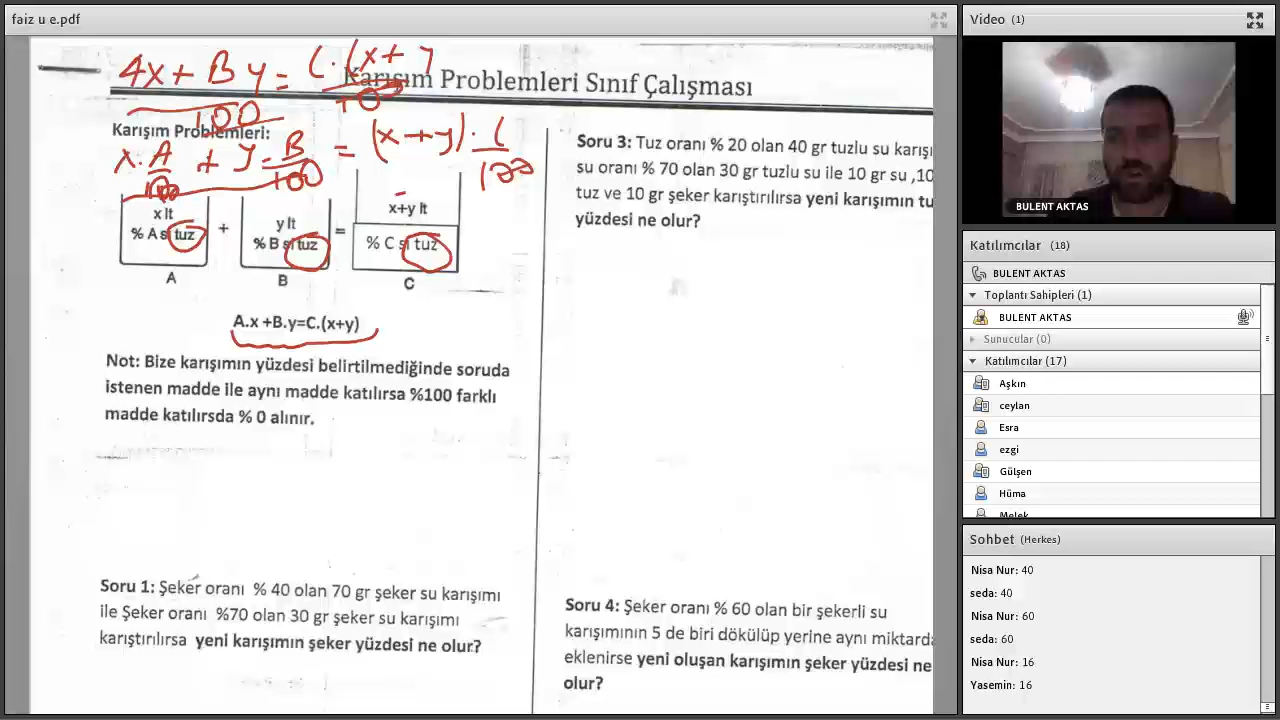 faiz u e.pdf
Karışım Problemleri Sınıf Çalışması
Karışım Problemleri:
x lt
% A sı tuz
A
+
y lt
% B si tuz
B
=
x+y lt
% C si tuz
C
A.x +B.y=C.(x+y)
Not: Bize karışımın yüzdesi belirtilmediğinde soruda
istenen madde ile aynı madde katılırsa %100 farklı
madde katılırsda % 0 alınır.
Soru 1: Şeker oranı % 40 olan 70 gr şeker su karışımı
ile Şeker oranı %70 olan 30 gr şeker su karışımı
karıştırılırsa yeni karışımın şeker yüzdesi ne olur?
Soru 3: Tuz oranı % 20 olan 40 gr tuzlu su karışı
su oranı % 70 olan 30 gr tuzlu su ile 10 gr su ,10
tuz ve 10 gr şeker karıştırılırsa yeni karışımın tu
yüzdesi ne olur?
Soru 4: Şeker oranı % 60 olan bir şekerli su
karışımının 5 de biri dökülüp yerine aynı miktarda
eklenirse yeni oluşan karışımın şeker yüzdesi ne
olur?
x.A/100 + y.B/100 = (x+y).C/100
Video (1)
BULENT AKTAS
Katılımcılar (18)
BULENT AKTAS
Toplantı Sahipleri (1)
BULENT AKTAS
Sunucular (0)
Katılımcılar (17)
Aşkın
ceylan
Esra
ezgi
Gülşen
Hüma
Melek
Sohbet (Herkes)
Nisa Nur: 40
seda: 40
Nisa Nur: 60
seda: 60
Nisa Nur: 16
Yasemin: 16